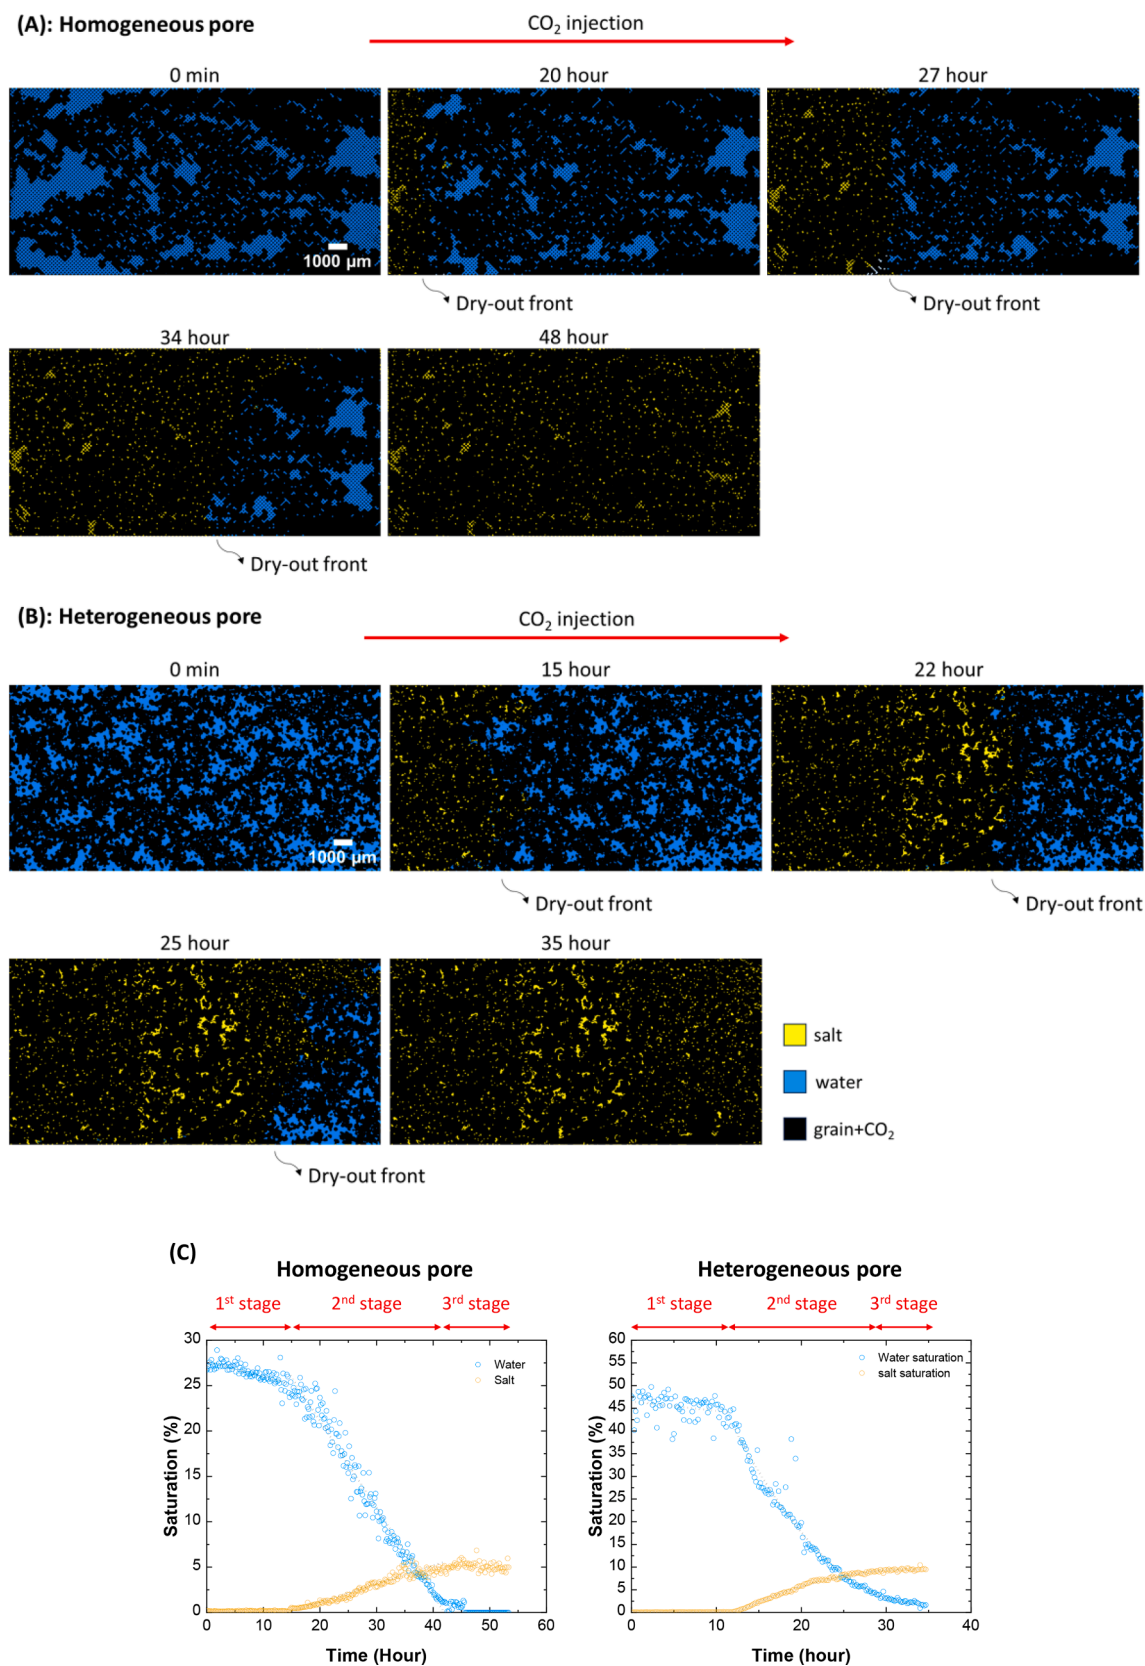 (A): Homogeneous pore
CO2 injection
0 min
20 hour
27 hour
1000 µm
Dry-out front
Dry-out front
34 hour
48 hour
Dry-out front
(B): Heterogeneous pore
CO2 injection
0 min
15 hour
22 hour
1000 µm
Dry-out front
Dry-out front
25 hour
35 hour
salt
water
grain+CO2
Dry-out front
(C)
Homogeneous pore
1st stage
2nd stage
3rd stage
30
25
20
15
10
5
0
Saturation (%)
Water
Salt
0
10
20
30
40
50
60
Time (Hour)
Heterogeneous pore
1st stage
2nd stage
3rd stage
60
55
50
45
40
35
30
25
20
15
10
5
0
Saturation (%)
Water saturation
salt saturation
0
10
20
30
40
Time (hour)